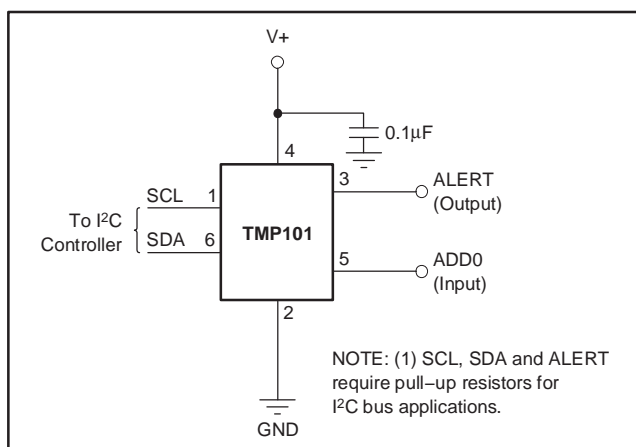 V+
0.1μF
4
3
ALERT
(Output)
SCL
1
To I²C
Controller
TMP101
SDA
6
5
ADD0
(Input)
2
NOTE: (1) SCL, SDA and ALERT
require pull−up resistors for
I²C bus applications.
GND